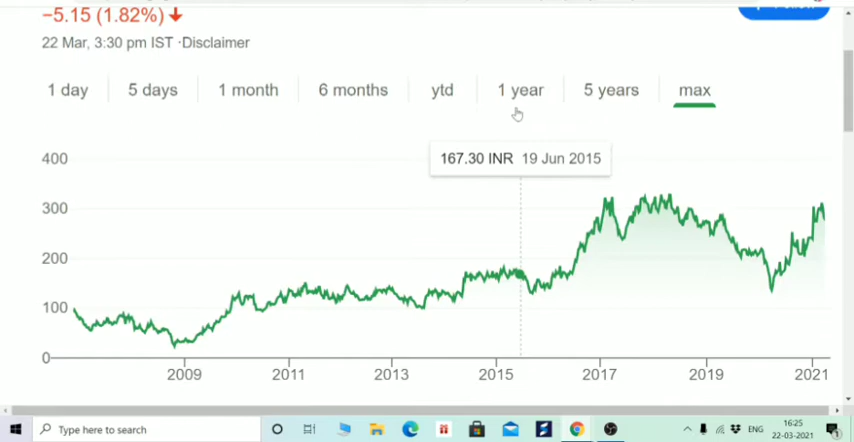 −5.15 (1.82%)
22 Mar, 3:30 pm IST ·Disclaimer
1 day 5 days 1 month 6 months ytd 1 year 5 years max
167.30 INR 19 Jun 2015
400
300
200
100
0
2009 2011 2013 2015 2017 2019 2021
Type here to search
ENG
16:25
22-03-2021